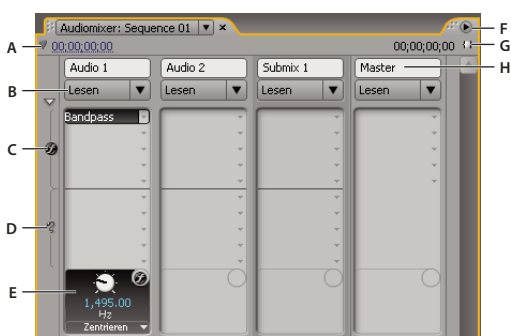 Audiomixer: Sequence 01
F
A
00;00;00;00
00;00;00;00
G
Audio 1
Audio 2
Submix 1
Master
H
B
Lesen
Lesen
Lesen
Lesen
Bandpass
C
D
E
1,495.00
Hz
Zentrieren